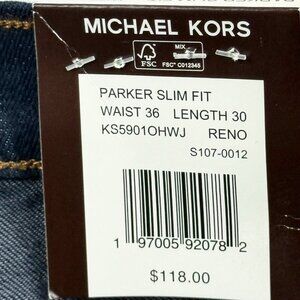 MICHAEL KORS
FSC
MIX
FSC® C012345
PARKER SLIM FIT
WAIST 36 LENGTH 30
KS5901OHWJ RENO
S107-0012
1 97005 92078 2
$118.00